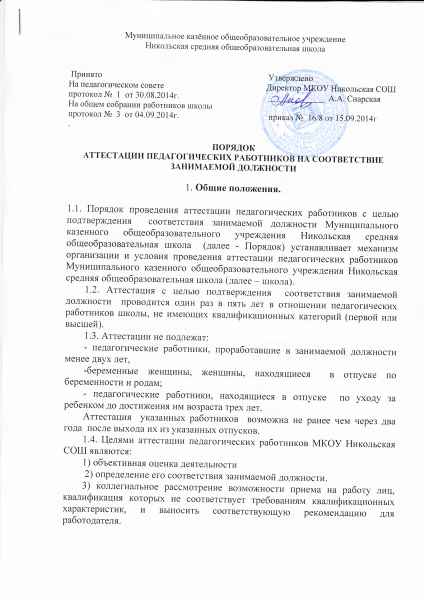 Муниципальное казённое общеобразовательное учреждение
Никольская средняя общеобразовательная школа
Принято Утверждено
На педагогическом совете Директор МКОУ Никольская СОШ
протокол № 1 от 30.08.2014г. А.А. Снарская
На общем собрании работников школы
протокол № 3 от 04.09.2014г. приказ № 16/8 от 15.09.2014г
ПОРЯДОК
АТТЕСТАЦИИ ПЕДАГОГИЧЕСКИХ РАБОТНИКОВ НА СООТВЕТСТВИЕ
ЗАНИМАЕМОЙ ДОЛЖНОСТИ
1. Общие положения.
1.1. Порядок проведения аттестации педагогических работников с целью
подтверждения соответствия занимаемой должности Муниципального
казенного общеобразовательного учреждения Никольская средняя
общеобразовательная школа (далее - Порядок) устанавливает механизм
организации и условия проведения аттестации педагогических работников
Муниципального казенного общеобразовательного учреждения Никольская
средняя общеобразовательная школа (далее – школа).
1.2. Аттестация с целью подтверждения соответствия занимаемой
должности проводится один раз в пять лет в отношении педагогических
работников школы, не имеющих квалификационных категорий (первой или
высшей).
1.3. Аттестации не подлежат:
- педагогические работники, проработавшие в занимаемой должности
менее двух лет,
-беременные женщины, женщины, находящиеся в отпуске по
беременности и родам;
- педагогические работники, находящиеся в отпуске по уходу за
ребенком до достижения им возраста трех лет.
Аттестация указанных работников возможна не ранее чем через два
года после выхода их из указанных отпусков.
1.4. Целями аттестации педагогических работников МКОУ Никольская
СОШ являются:
1) объективная оценка деятельности
2) определение его соответствия занимаемой должности.
3) коллегиальное рассмотрение возможности приема на работу лиц,
квалификация которых не соответствует требованиям квалификационных
характеристик, и выносить соответствующую рекомендацию для
работодателя.